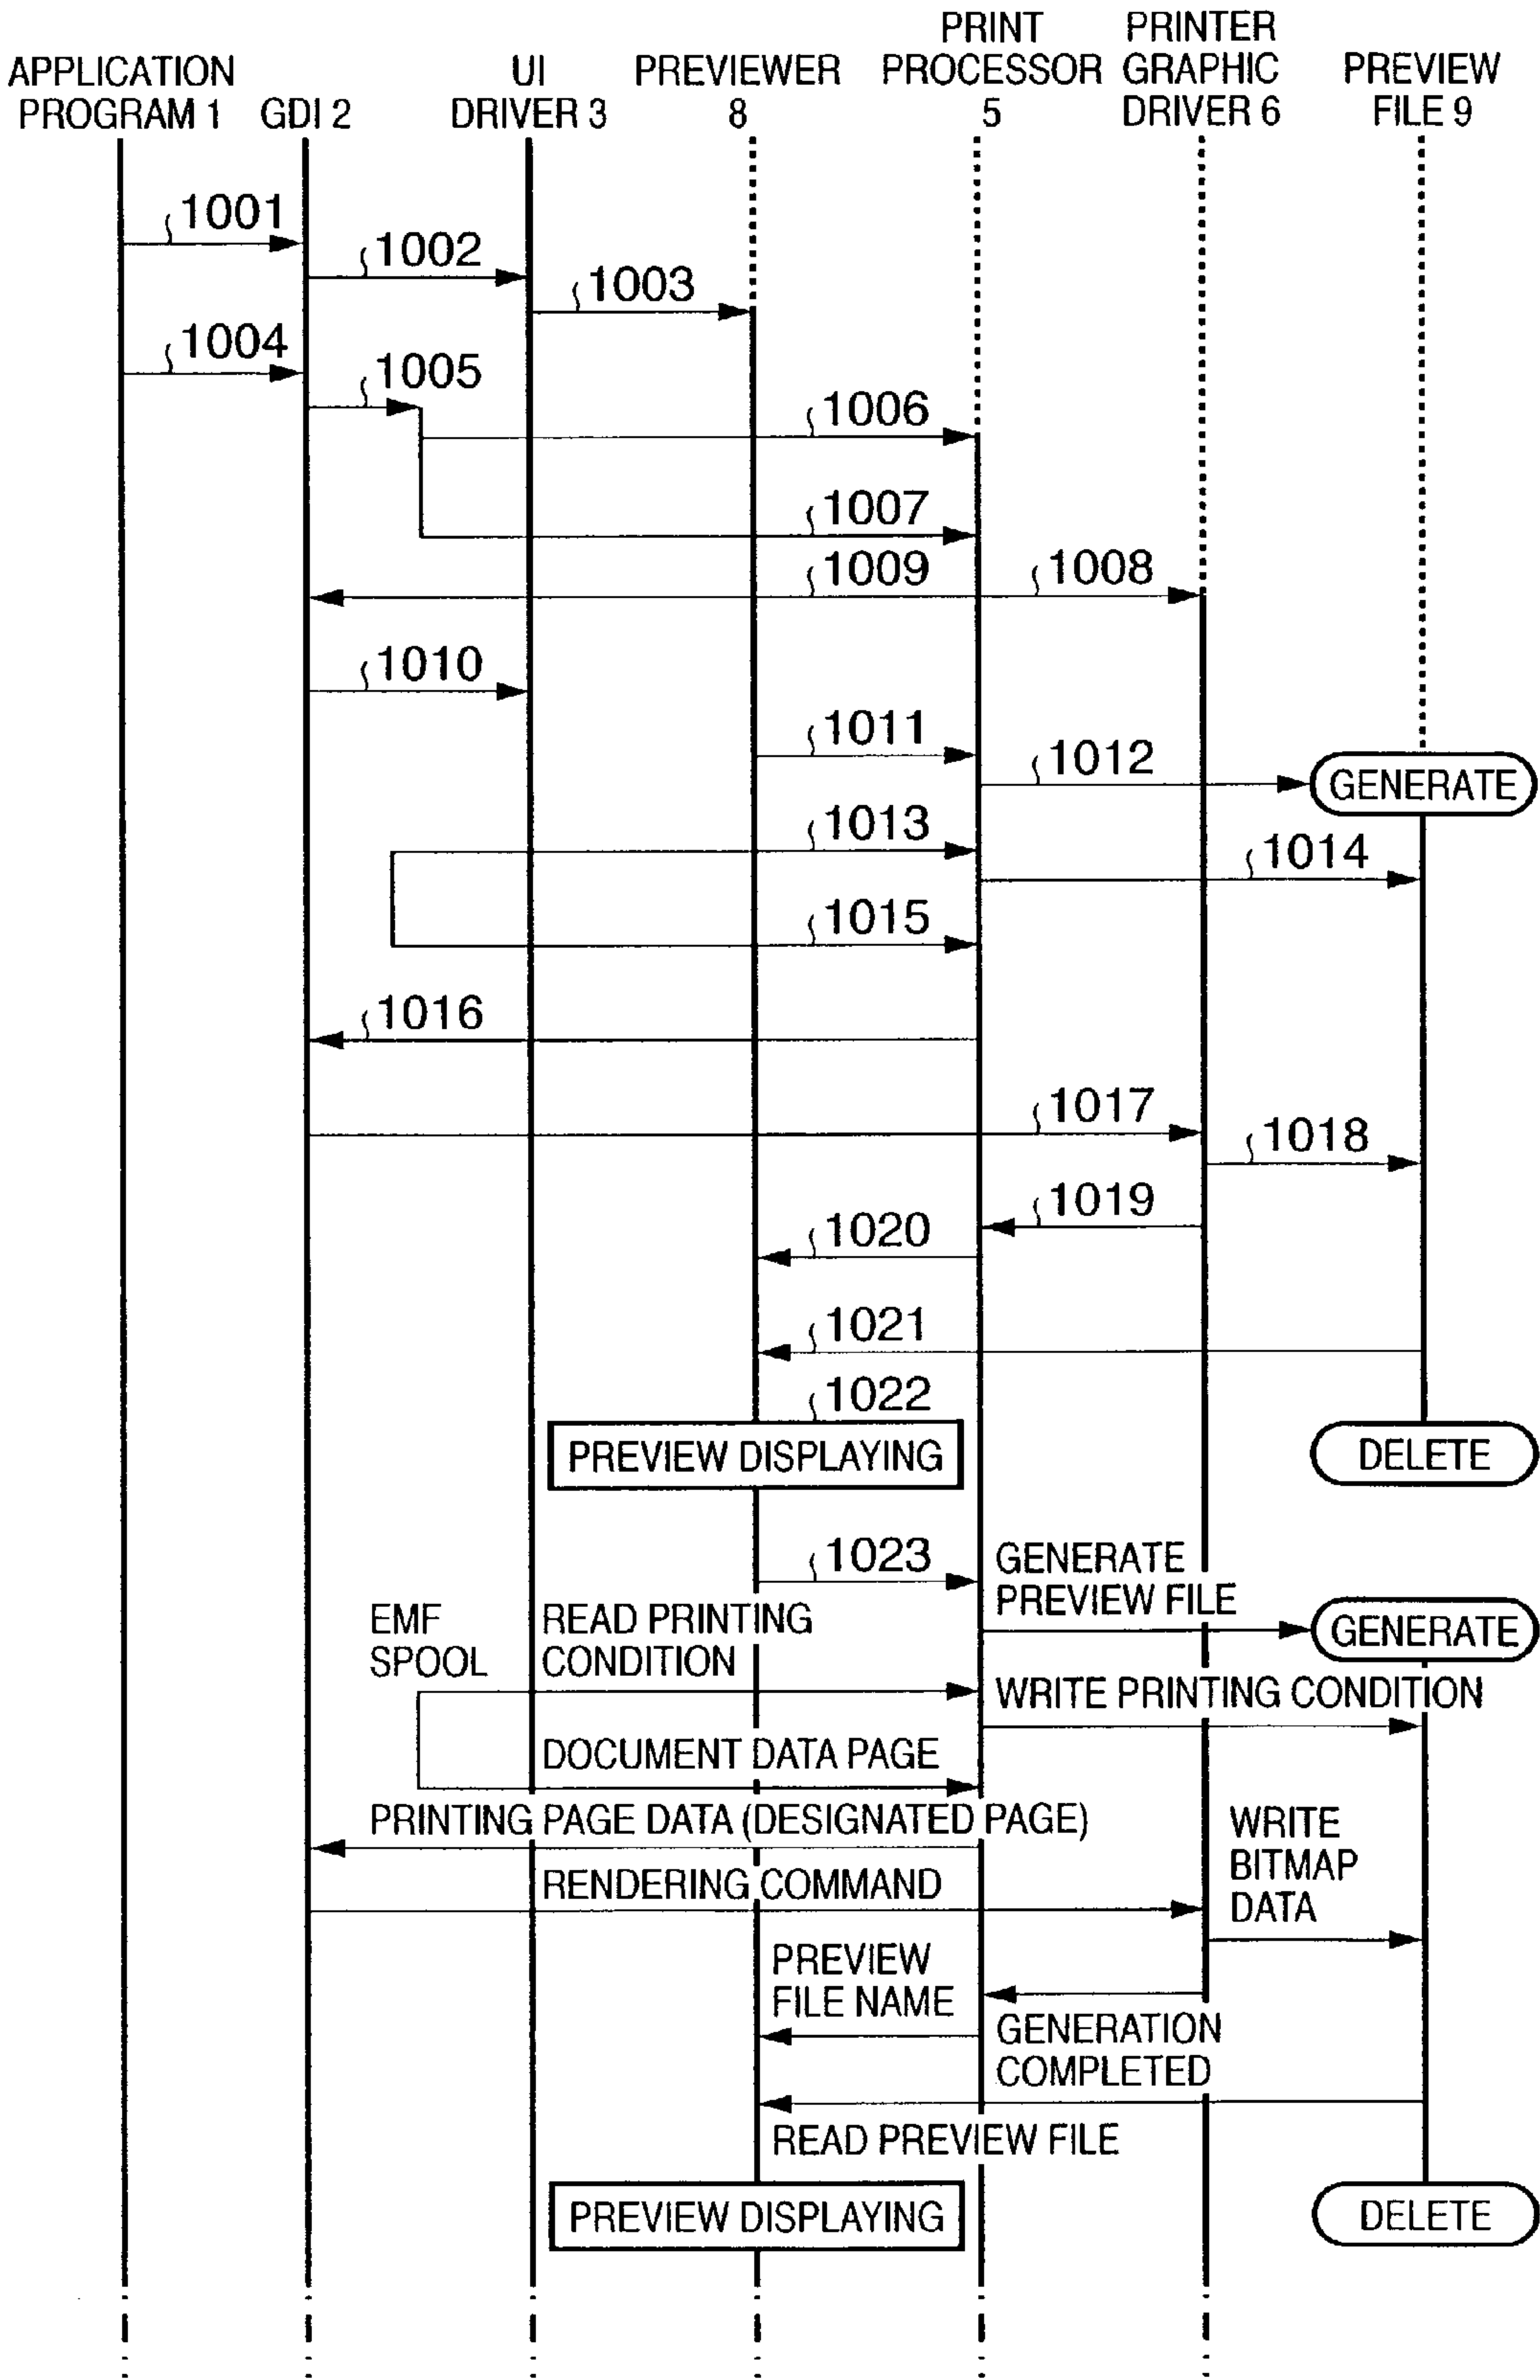 APPLICATION
PROGRAM 1
GDI 2
UI
DRIVER 3
PREVIEWER
8
PRINT
PROCESSOR
5
PRINTER
GRAPHIC
DRIVER 6
PREVIEW
FILE 9
1001
1002
1003
1004
1005
1006
1007
1009
1008
1010
1011
1012
GENERATE
1013
1014
1015
1016
1017
1018
1019
1020
1021
1022
PREVIEW DISPLAYING
DELETE
1023
GENERATE
PREVIEW FILE
GENERATE
EMF
SPOOL
READ PRINTING
CONDITION
WRITE PRINTING CONDITION
DOCUMENT DATA PAGE
PRINTING PAGE DATA (DESIGNATED PAGE)
WRITE
BITMAP
DATA
RENDERING COMMAND
PREVIEW
FILE NAME
GENERATION
COMPLETED
READ PREVIEW FILE
PREVIEW DISPLAYING
DELETE